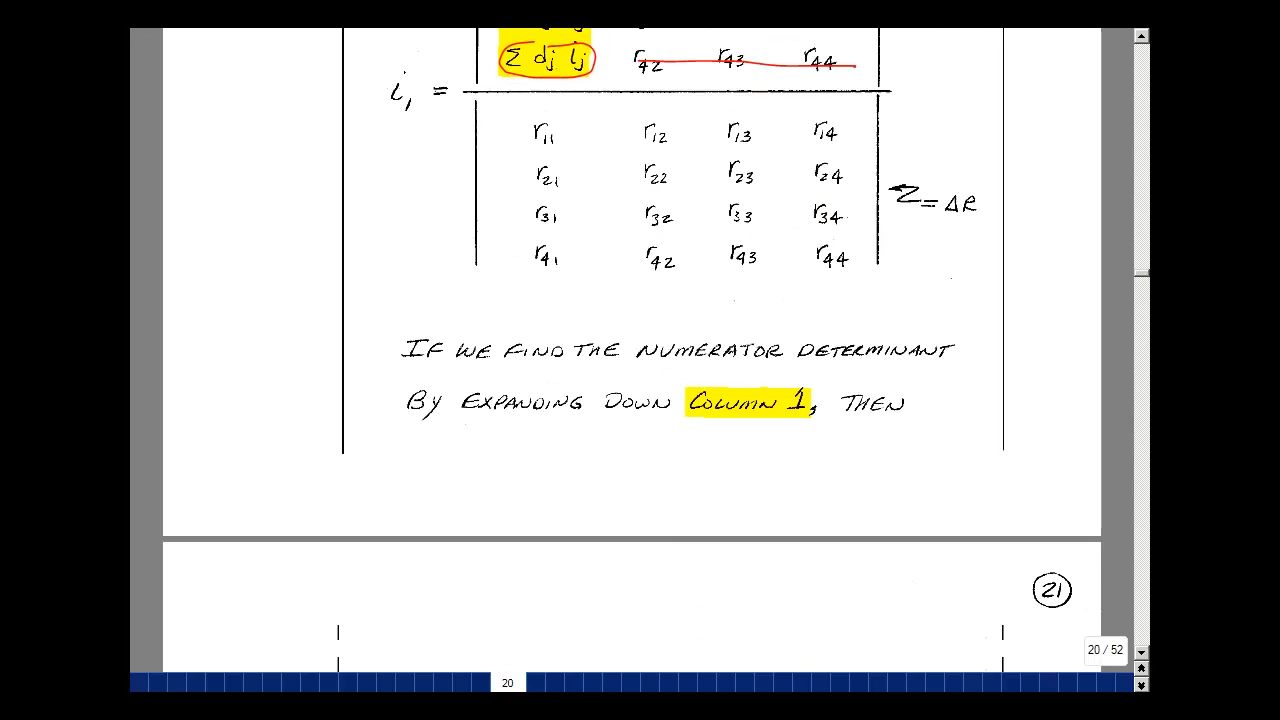 Σ dj ij r42 r43 r44
i1 =
r11 r12 r13 r14
r21 r22 r23 r24
= ΔR
r31 r32 r33 r34
r41 r42 r43 r44
IF WE FIND THE NUMERATOR DETERMINANT
BY EXPANDING DOWN COLUMN 1, THEN
21
20 / 52
20